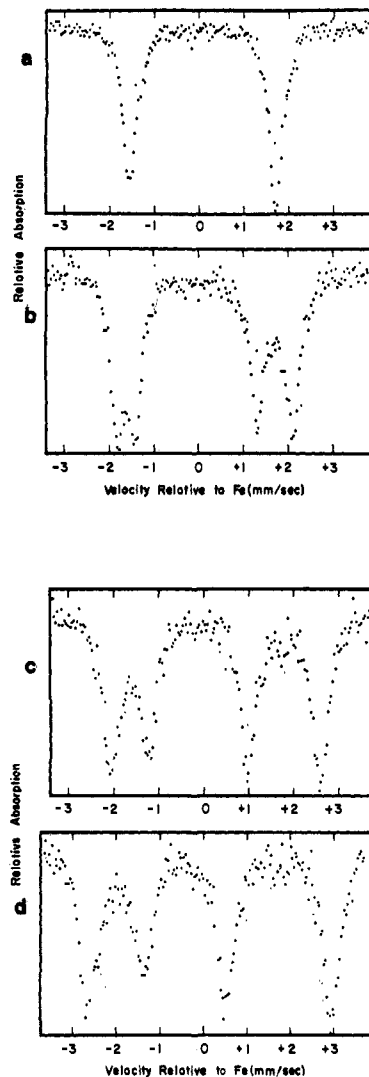 a
-3 -2 -1 0 +1 +2 +3
Relative Absorption
b
-3 -2 -1 0 +1 +2 +3
Velocity Relative to Fe (mm/sec)
c
-3 -2 -1 0 +1 +2 +3
Relative Absorption
d
-3 -2 -1 0 +1 +2 +3
Velocity Relative to Fe (mm/sec)